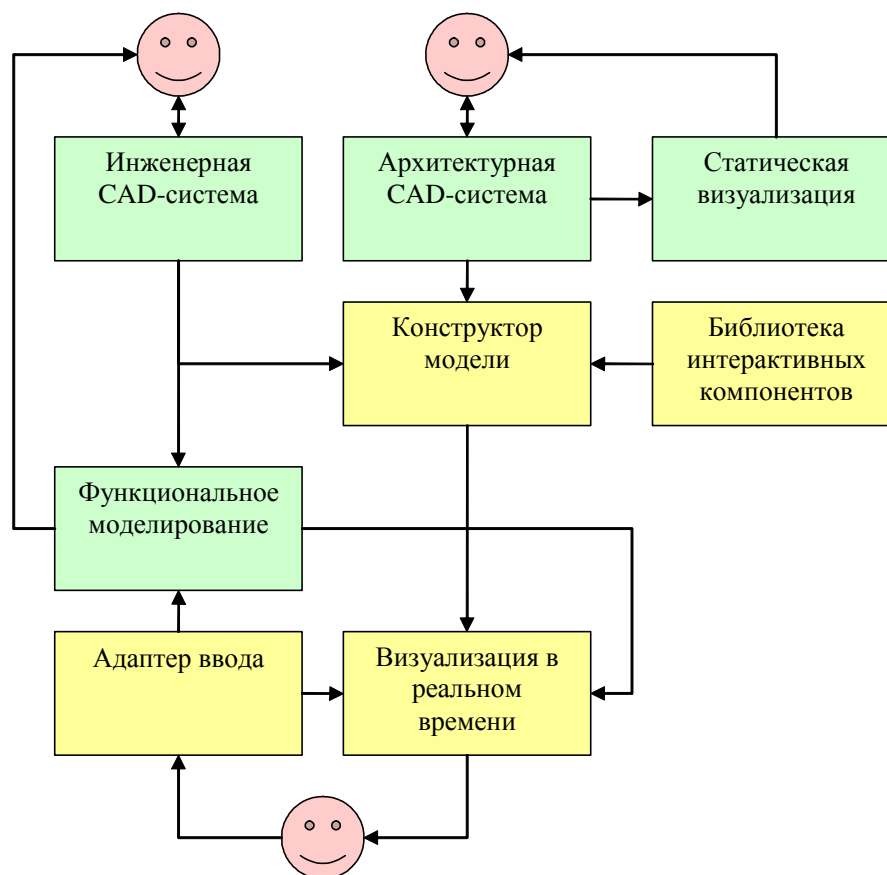 Инженерная
CAD-система
Архитектурная
CAD-система
Статическая
визуализация
Конструктор
модели
Библиотека
интерактивных
компонентов
Функциональное
моделирование
Адаптер ввода
Визуализация в
реальном
времени